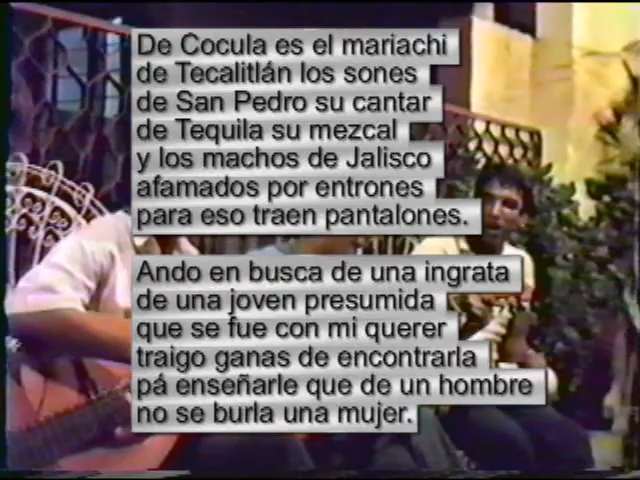 De Cocula es el mariachi
de Tecalitlán los sones
de San Pedro su cantar
de Tequila su mezcal
y los machos de Jalisco
afamados por entrones
para eso traen pantalones.
Ando en busca de una ingrata
de una joven presumida
que se fue con mi querer
traigo ganas de encontrarla
pá enseñarle que de un hombre
no se burla una mujer.